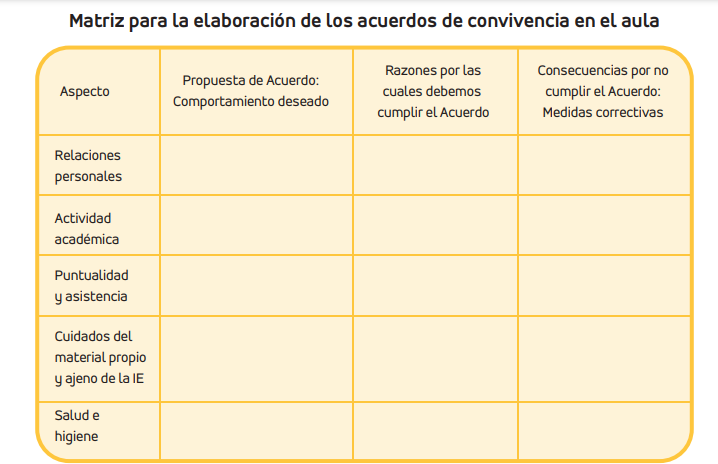 Matriz para la elaboración de los acuerdos de convivencia en el aula
Aspecto
Propuesta de Acuerdo:
Comportamiento deseado
Razones por las
cuales debemos
cumplir el Acuerdo
Consecuencias por no
cumplir el Acuerdo:
Medidas correctivas
Relaciones
personales
Actividad
académica
Puntualidad
y asistencia
Cuidados del
material propio
y ajeno de la IE
Salud e
higiene